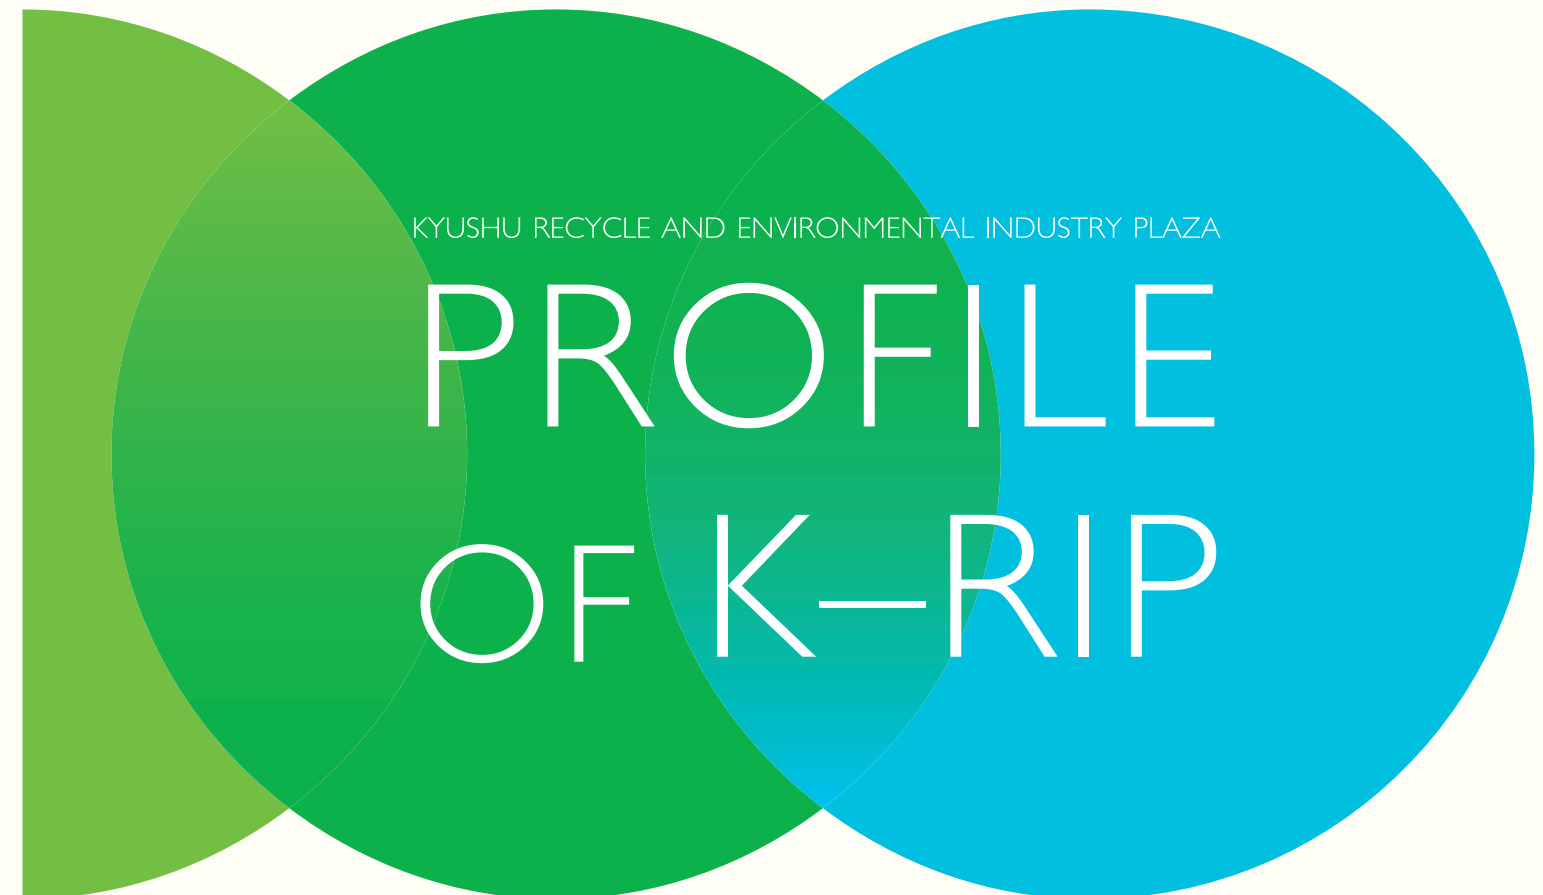 KYUSHU RECYCLE AND ENVIRONMENTAL INDUSTRY PLAZA
PROFILE
OF K–RIP